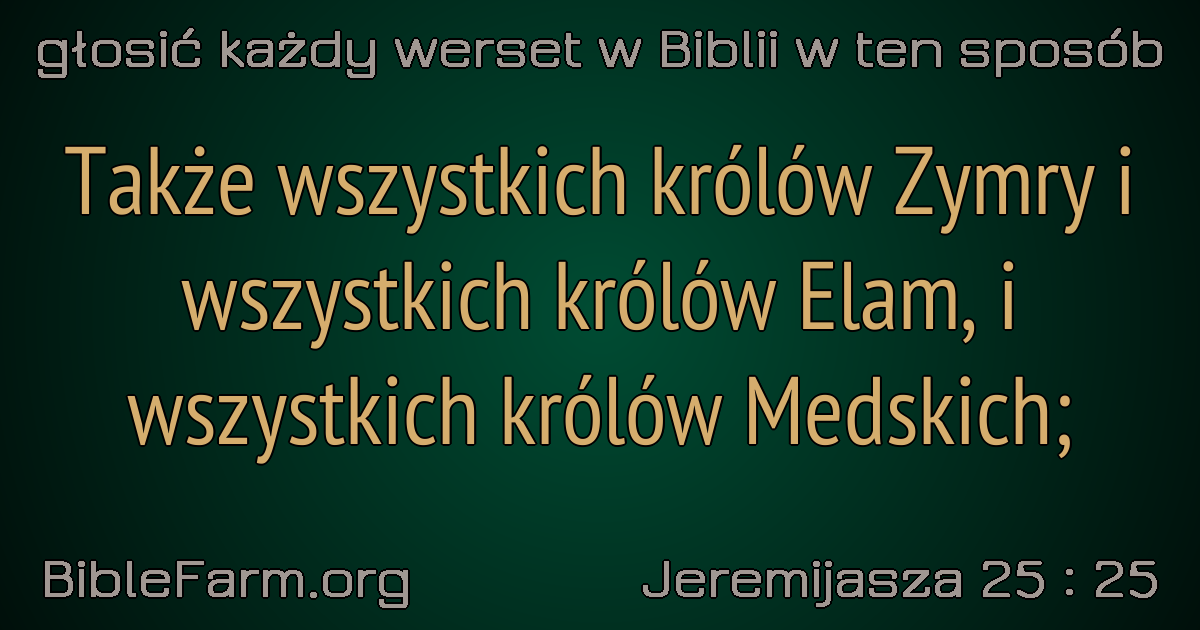 głosić każdy werset w Biblii w ten sposób
Także wszystkich królów Zymry i
wszystkich królów Elam, i
wszystkich królów Medskich;
BibleFarm.org
Jeremijasza 25 : 25